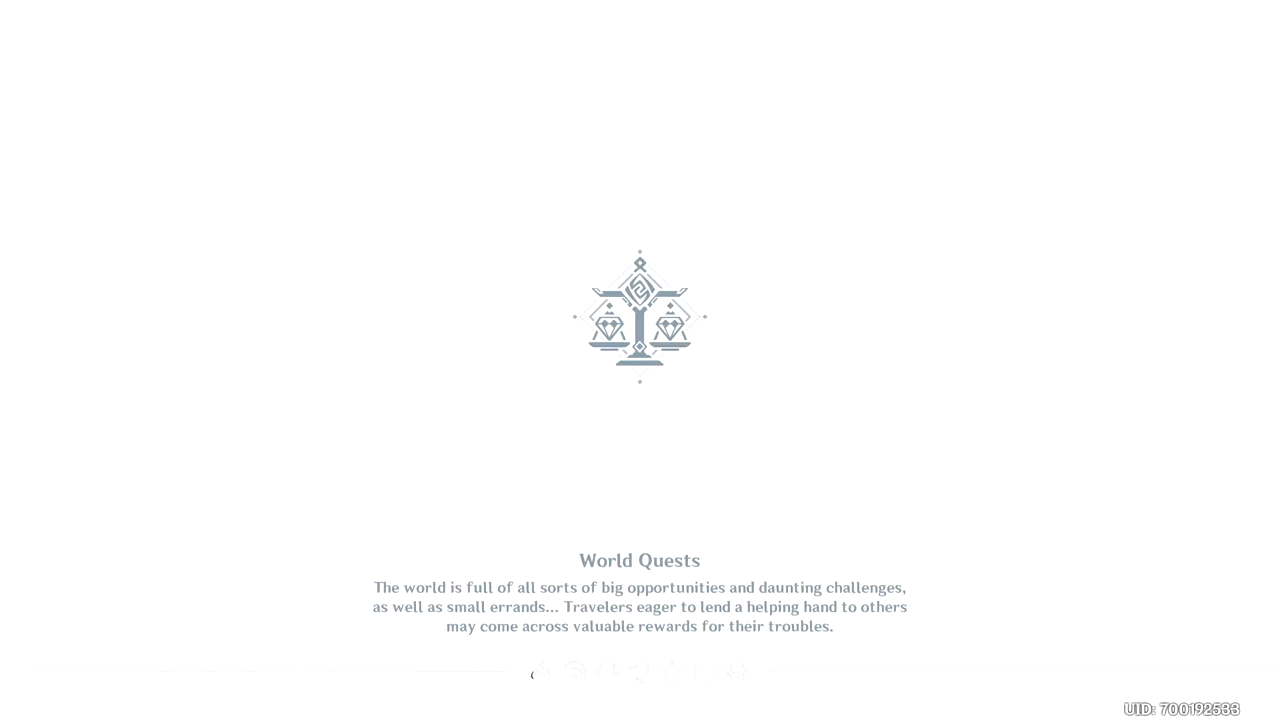 World Quests
The world is full of all sorts of big opportunities and daunting challenges,
as well as small errands... Travelers eager to lend a helping hand to others
may come across valuable rewards for their troubles.
UID: 700192533